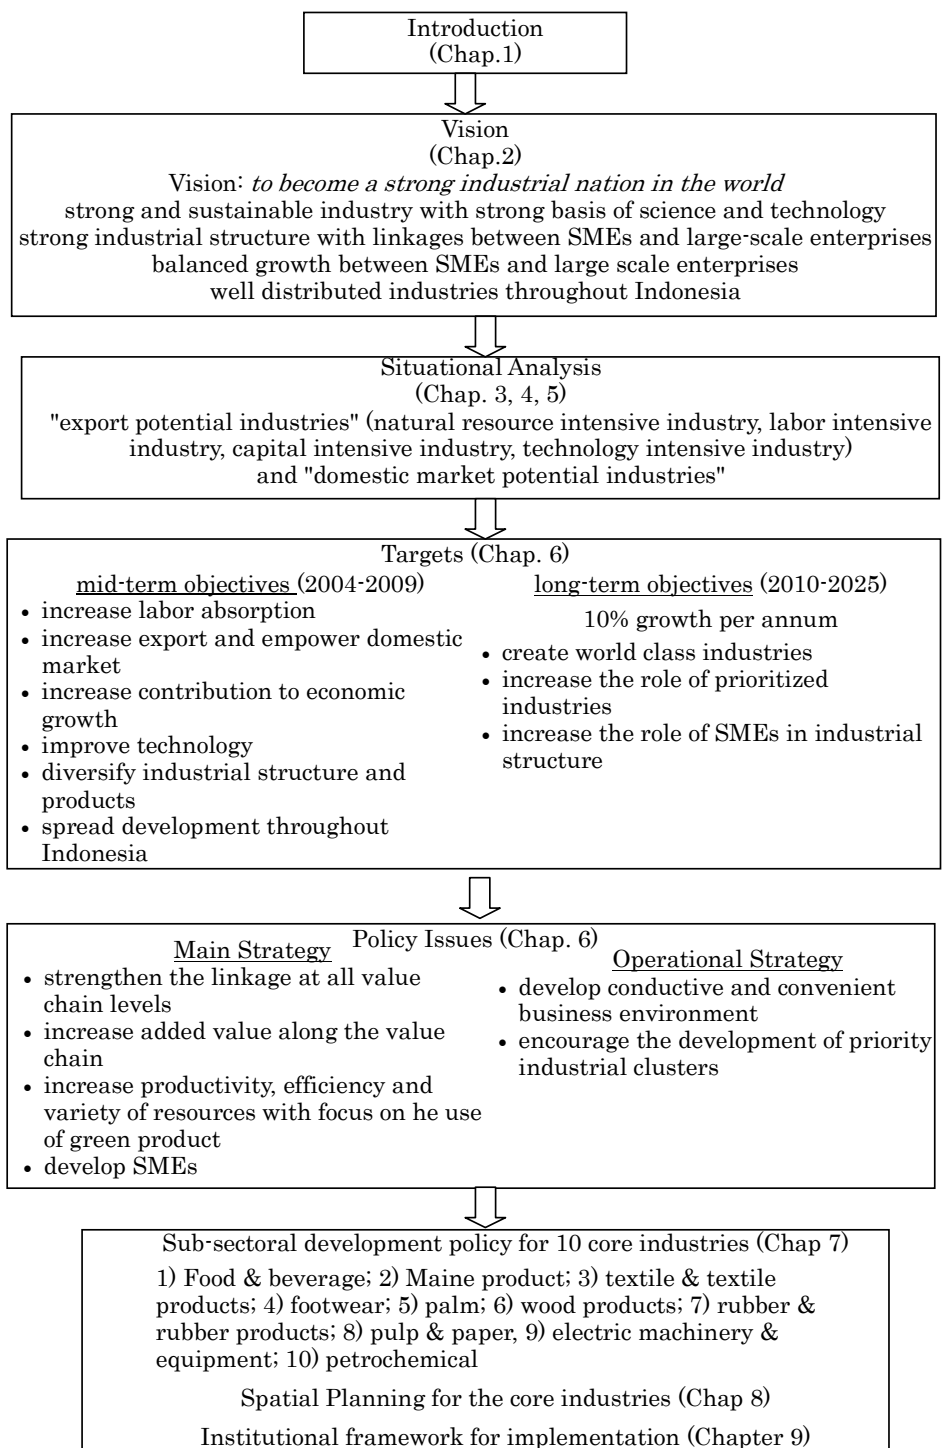 Introduction
(Chap.1)
Vision
(Chap.2)
Vision: to become a strong industrial nation in the world
strong and sustainable industry with strong basis of science and technology
strong industrial structure with linkages between SMEs and large-scale enterprises
balanced growth between SMEs and large scale enterprises
well distributed industries throughout Indonesia
Situational Analysis
(Chap. 3, 4, 5)
"export potential industries" (natural resource intensive industry, labor intensive
industry, capital intensive industry, technology intensive industry)
and "domestic market potential industries"
Targets (Chap. 6)
mid-term objectives (2004-2009)
• increase labor absorption
• increase export and empower domestic
market
• increase contribution to economic
growth
• improve technology
• diversify industrial structure and
products
• spread development throughout
Indonesia
long-term objectives (2010-2025)
10% growth per annum
• create world class industries
• increase the role of prioritized
industries
• increase the role of SMEs in industrial
structure
Policy Issues (Chap. 6)
Main Strategy
• strengthen the linkage at all value
chain levels
• increase added value along the value
chain
• increase productivity, efficiency and
variety of resources with focus on he use
of green product
• develop SMEs
Operational Strategy
• develop conductive and convenient
business environment
• encourage the development of priority
industrial clusters
Sub-sectoral development policy for 10 core industries (Chap 7)
1) Food & beverage; 2) Maine product; 3) textile & textile
products; 4) footwear; 5) palm; 6) wood products; 7) rubber &
rubber products; 8) pulp & paper, 9) electric machinery &
equipment; 10) petrochemical
Spatial Planning for the core industries (Chap 8)
Institutional framework for implementation (Chapter 9)